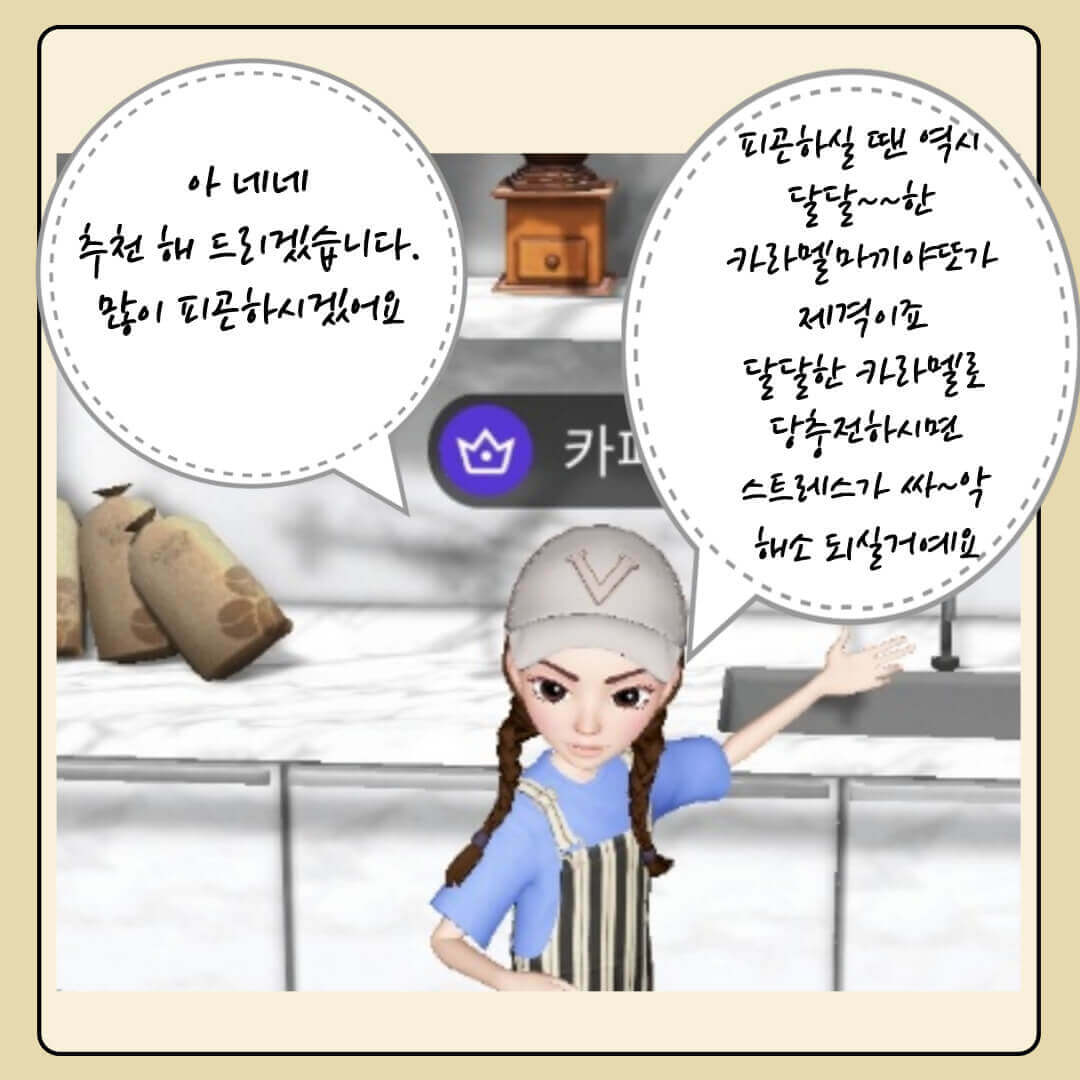 아 네네
추천 해 드리겠습니다.
많이 피곤하시겠어요
피곤하실 땐 역시
달달~~한
카라멜마끼야또가
제격이죠
달달한 카라멜로
당충전하시면
스트레스가 싸~악
해소 되실거예요
카